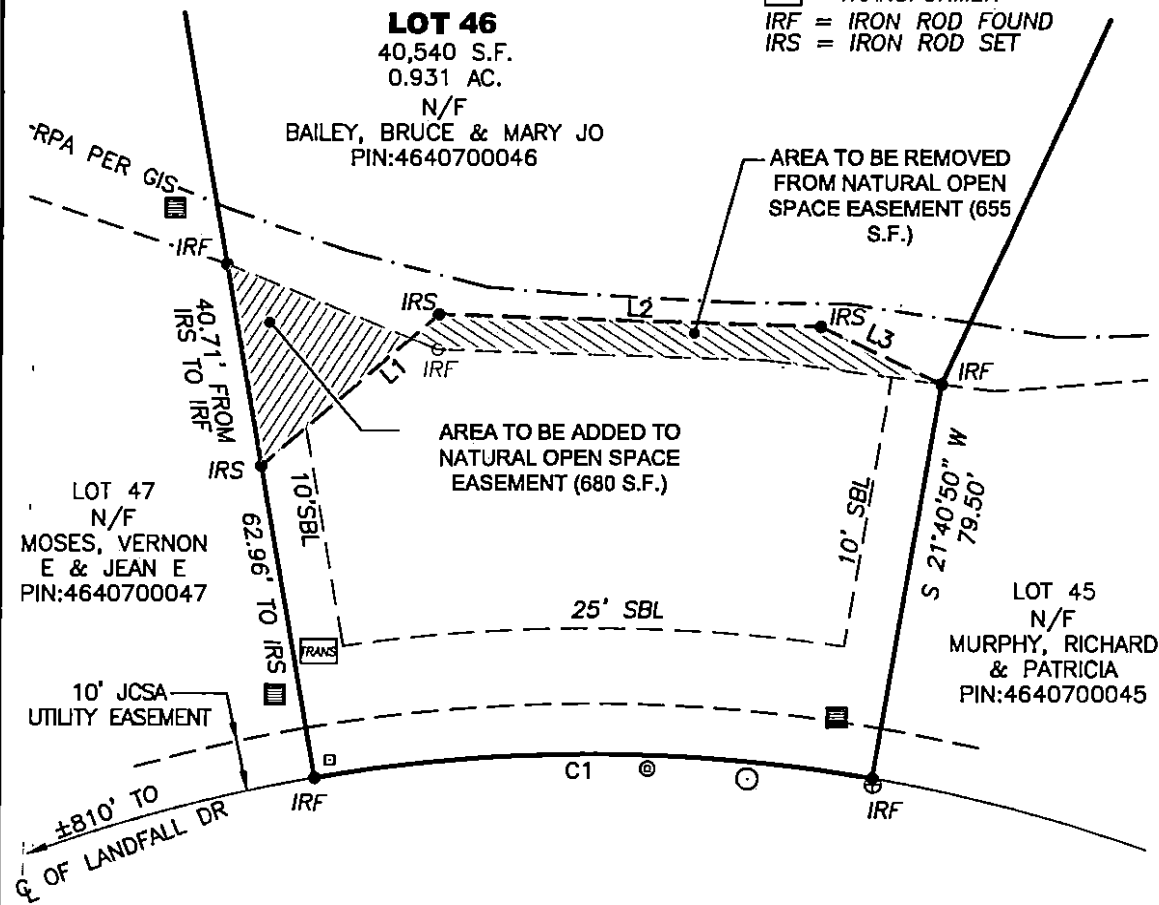 LOT 46
40,540 S.F.
0.931 AC.
N/F
BAILEY, BRUCE & MARY JO
PIN:4640700046
IRF = IRON ROD FOUND
IRS = IRON ROD SET
RPA PER GIS
AREA TO BE REMOVED
FROM NATURAL OPEN
SPACE EASEMENT (655
S.F.)
IRF
IRS
L2
IRS
L3
IRF
L1
IRF
40.71' FROM
IRS TO IRF
AREA TO BE ADDED TO
NATURAL OPEN SPACE
EASEMENT (680 S.F.)
IRS
10'SBL
10' SBL
S 21°40'50" W
79.50'
LOT 47
N/F
MOSES, VERNON
E & JEAN E
PIN:4640700047
62.96' TO IRS
25' SBL
LOT 45
N/F
MURPHY, RICHARD
& PATRICIA
PIN:4640700045
TRANS
10' JCSA
UTILITY EASEMENT
C1
IRF
IRF
±810' TO
℄ OF LANDFALL DR